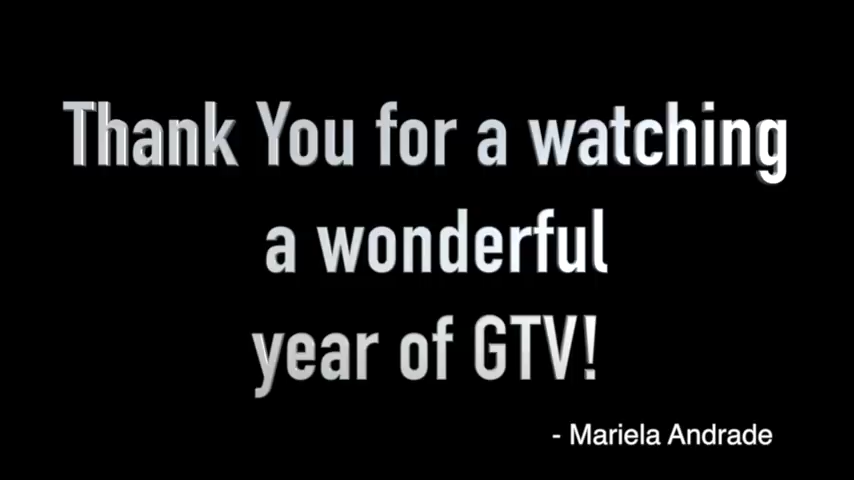 Thank You for a watching
a wonderful
year of GTV!
- Mariela Andrade